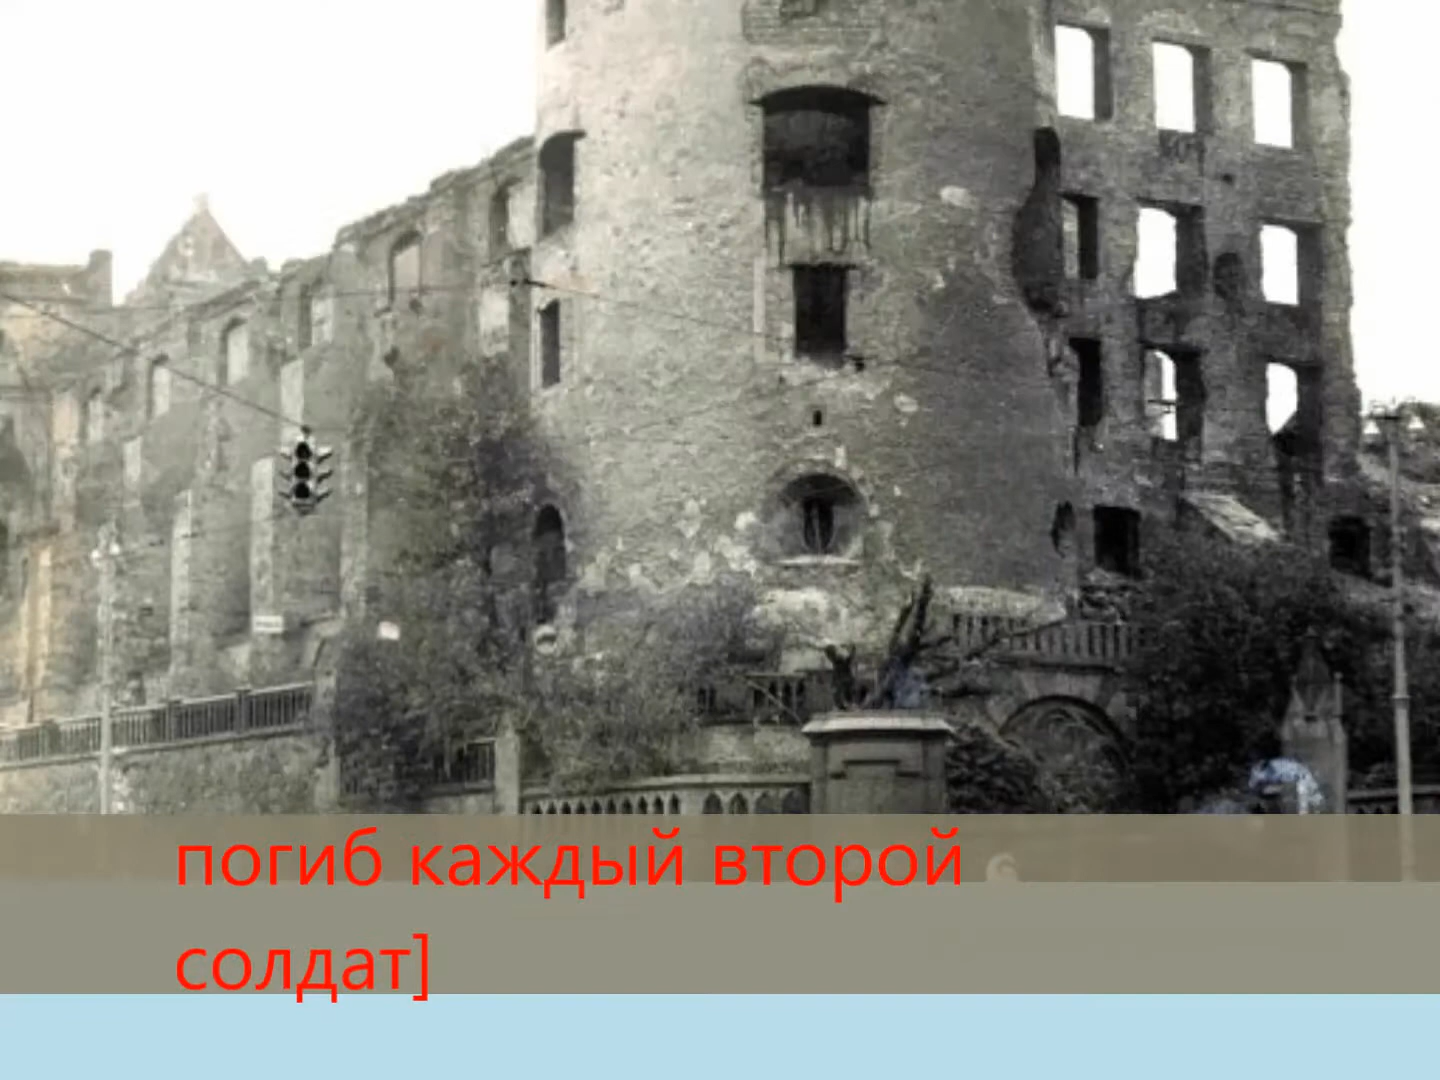 погиб каждый второй
солдат]